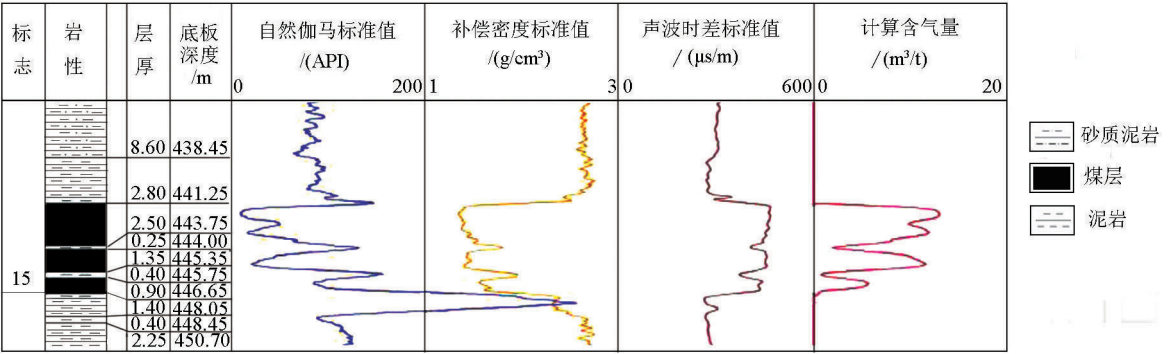 标志
岩性
层厚
底板深度/m
自然伽马标准值
/(API)
0 200
补偿密度标准值
/(g/cm³)
1 3
声波时差标准值
/ (μs/m)
0 600
计算含气量
/ (m³/t)
0 20
8.60 438.45
2.80 441.25
2.50 443.75
0.25 444.00
1.35 445.35
0.40 445.75
0.90 446.65
1.40 448.05
0.40 448.45
2.25 450.70
15
砂质泥岩
煤层
泥岩